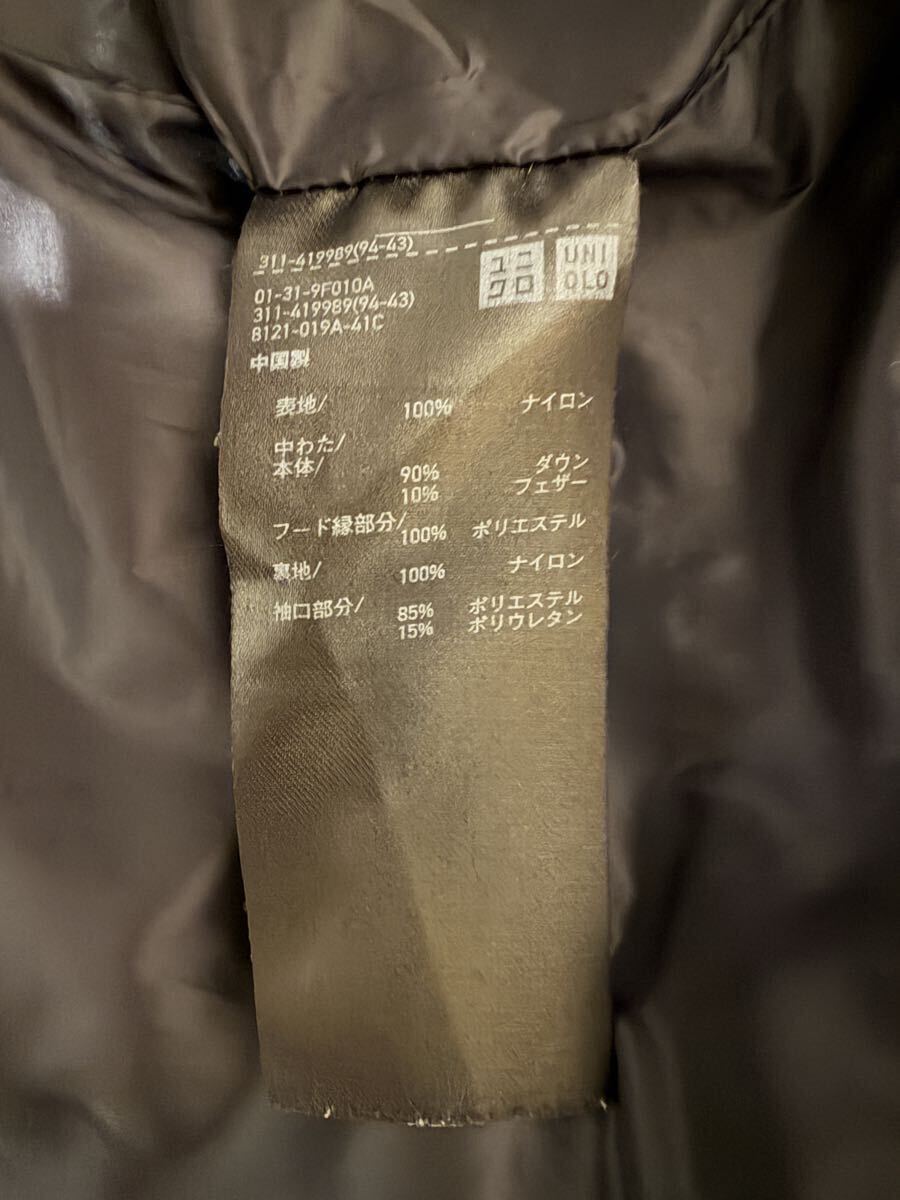 311-419989(94-43)
ユニ
クロ
UNI
QLO
01-31-9F010A
311-419989(94-43)
8121-019A-41C
中国製
表地/ 100% ナイロン
中わた/
本体/ 90% ダウン
10% フェザー
フード縁部分/ 100% ポリエステル
裏地/ 100% ナイロン
袖口部分/ 85% ポリエステル
15% ポリウレタン